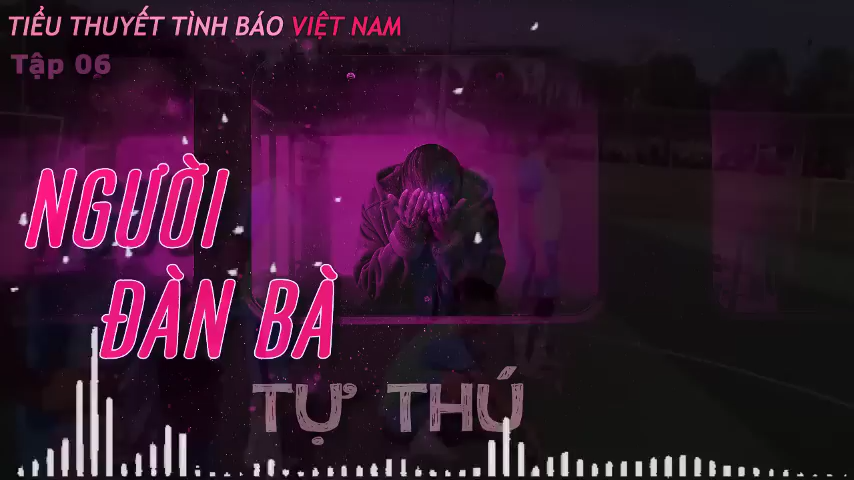 TIỂU THUYẾT TÌNH BÁO VIỆT NAM
Tập 06
NGƯỜI
ĐÀN BÀ
TỰ THÚ